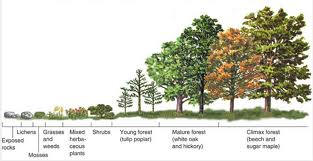 Exposed
rocks
Lichens
Mosses
Grasses
and
weeds
Mixed
herba-
ceous
plants
Shrubs
Young forest
(tulip poplar)
Mature forest
(white oak
and hickory)
Climax forest
(beech and
sugar maple)